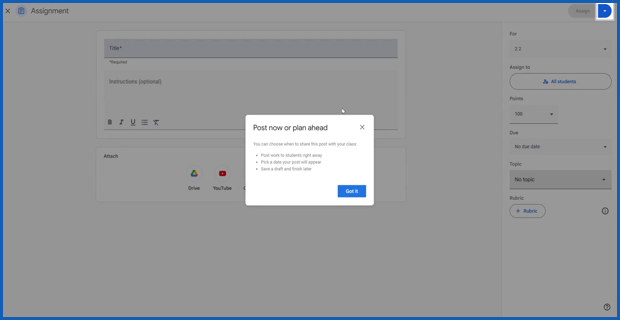 Assignment
Assign
Title*
*Required
Instructions (optional)
B I U
Attach
Drive
YouTube
Post now or plan ahead
You can choose when to share this post with your class:
Post work to students right away
Pick a date your post will appear
Save a draft and finish later
Got it
For
2 2
Assign to
All students
Points
100
Due
No due date
Topic
No topic
Rubric
+ Rubric